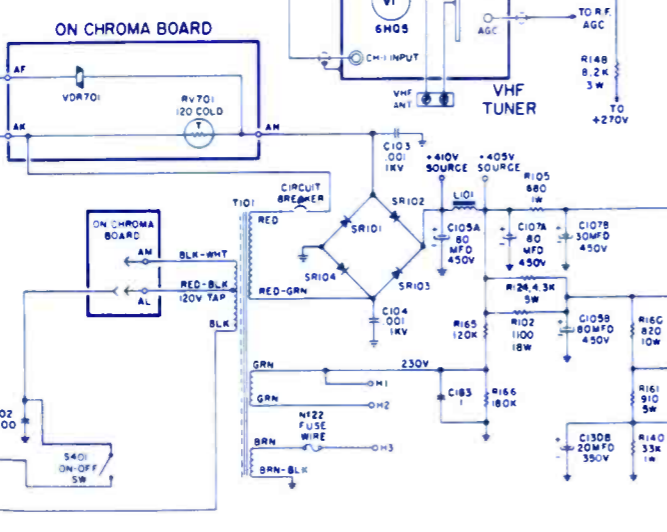 ON CHROMA BOARD
AF
VDR701
RV701
120 COLD
T
AK
AH
V1
6HQ5
AGC
TO R.F.
AGC
CH-1 INPUT
VHF
ANT
VHF
TUNER
R148
8.2K
3W
TO
+270V
C103
.001
1KV
+410V
SOURCE
+405V
SOURCE
L101
R105
680
1W
CIRCUIT
BREAKER
T101
RED
SR102
SR101
SR104
SR103
C105A
80
MFD
450V
C107A
80
MFD
450V
C107B
30MFD
450V
ON CHROMA
BOARD
AM
BLK-WHT
RED-BLK
120V TAP
AL
BLK
RED-GRN
C104
.001
1KV
R124,4.3K
5W
R165
120K
R102
1100
18W
C105B
80MFD
450V
R160
820
10W
GRN
230V
H1
GRN
H2
C183
.1
R166
180K
R161
910
5W
N#22
FUSE
WIRE
BRN
H3
BRN-BLK
C130B
20MFD
350V
R140
33K
1W
02
00
S401
ON-OFF
SW